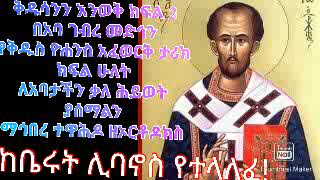 ቅዱሳንን እንወቅ ክፍል 2
በአባ ገብረ መድኅን
የቅዱስ ዮሐንስ አፈወርቅ ታሪክ
ክፍል ሁለት
ለአባታችን ቃለ ሕይወት
ያሰማልን
ማኅበረ ተዋሕዶ ዘኦርቶዶክስ
ከቤሩት ሊባኖስ የተላለፈ!